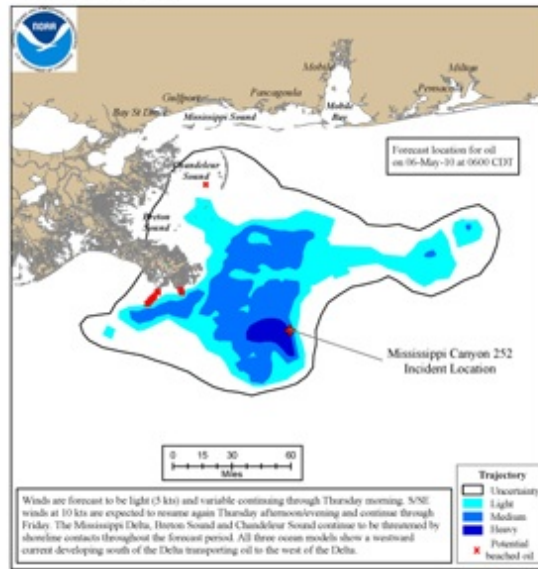 NOAA
Mobile
Milton
Pascagoula
Pensacola
Gulfport
Mobile
Bay
Bay St
Mississippi Sound
Forecast location for oil
on 06-May-10 at 0600 CDT
Chandeleur
Sound
Breton
Sound
Mississippi Canyon 252
Incident Location
0 15 30 60
Miles
Winds are forecast to be light (5 kts) and variable continuing through Thursday morning. S/SE
winds at 10 kts are expected to resume again Thursday afternoon/evening and continue through
Friday. The Mississippi Delta, Breton Sound and Chandeleur Sound continue to be threatened by
shoreline contacts throughout the forecast period. All three ocean models show a westward
current developing south of the Delta transporting oil to the west of the Delta.
Trajectory
Uncertainty
Light
Medium
Heavy
Potential
beached oil